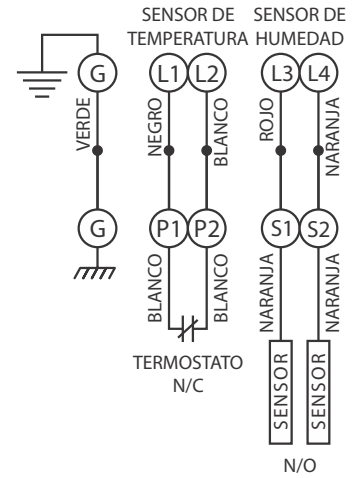 SENSOR DE
TEMPERATURA
SENSOR DE
HUMEDAD
G
L1
L2
L3
L4
VERDE
NEGRO
BLANCO
ROJO
NARANJA
G
P1
P2
S1
S2
BLANCO
BLANCO
NARANJA
NARANJA
TERMOSTATO
N/C
SENSOR
SENSOR
N/O